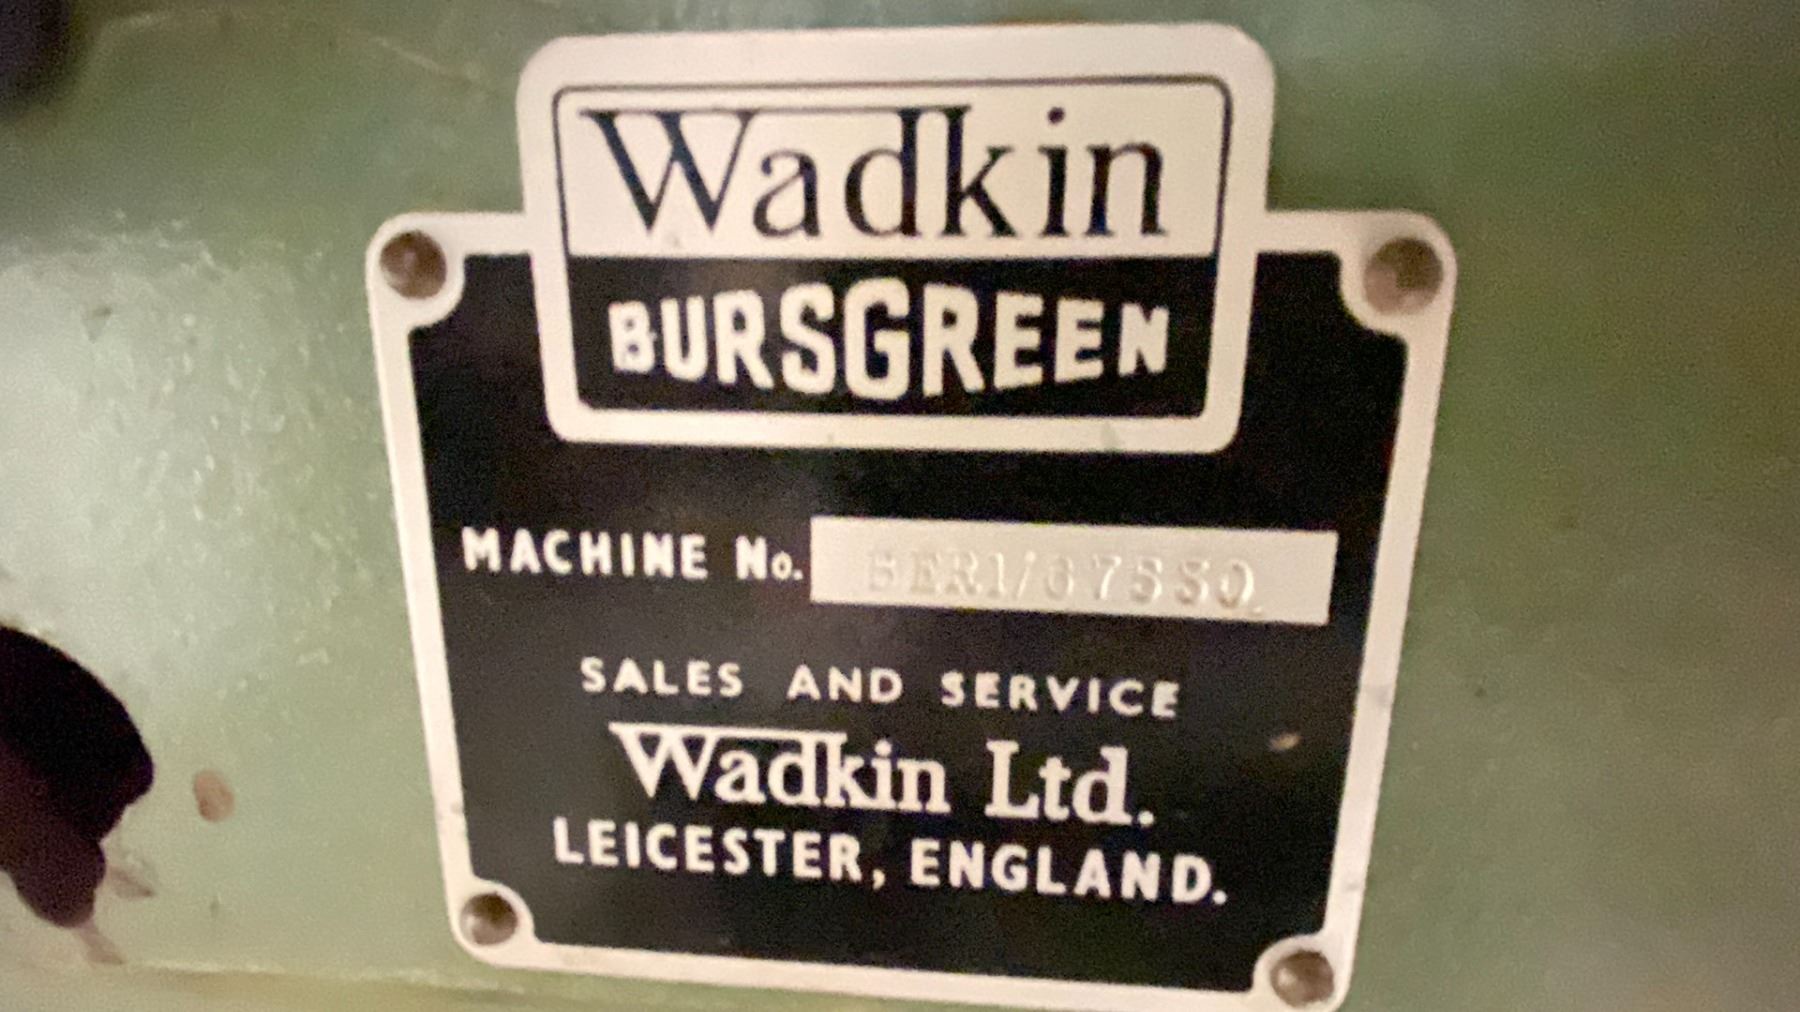 Wadkin
BURSGREEN
MACHINE No.
SALES AND SERVICE
Wadkin Ltd.
LEICESTER, ENGLAND.